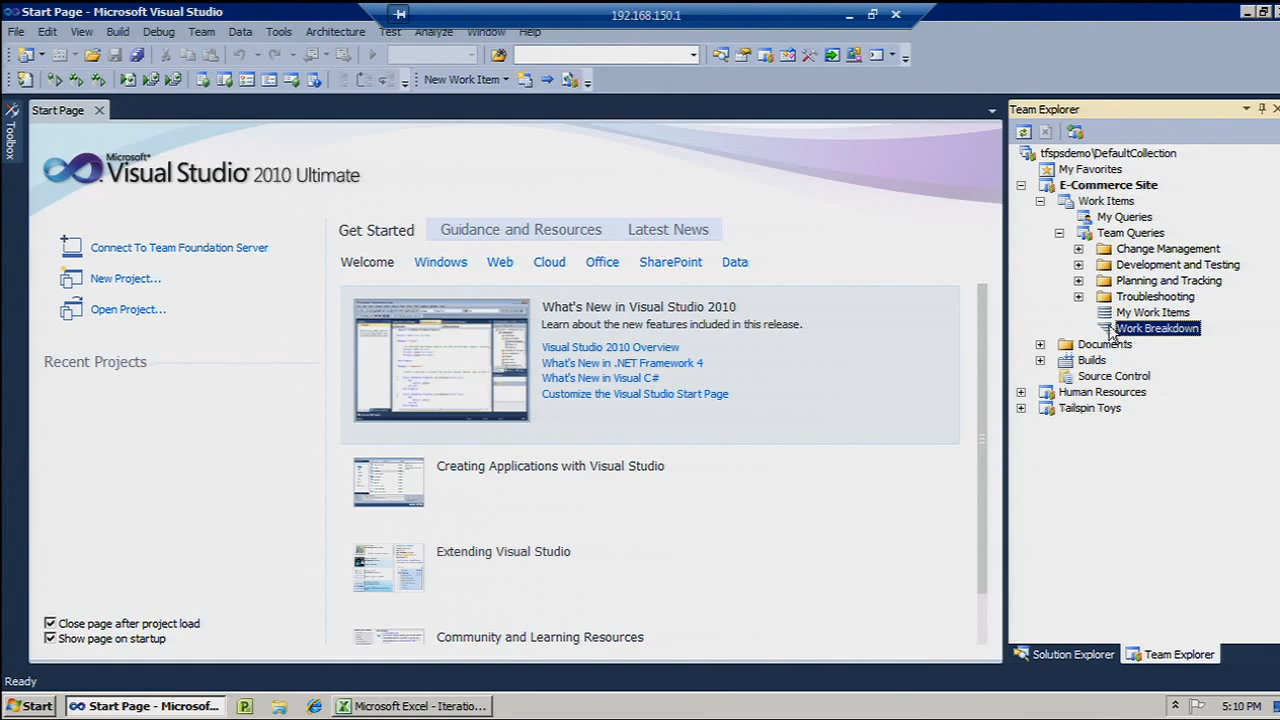 Start Page - Microsoft Visual Studio
192.168.150.1
File Edit View Build Debug Team Data Tools Architecture Test Analyze Window Help
New Work Item
Toolbox
Start Page
Microsoft®
Visual Studio® 2010 Ultimate
Connect To Team Foundation Server
New Project...
Open Project...
Recent Projects
Close page after project load
Show page on startup
Get Started Guidance and Resources Latest News
Welcome Windows Web Cloud Office SharePoint Data
What's New in Visual Studio 2010
Learn about the new features included in this release.
Visual Studio 2010 Overview
What's New in .NET Framework 4
What's New in Visual C#
Customize the Visual Studio Start Page
Creating Applications with Visual Studio
Extending Visual Studio
Community and Learning Resources
Team Explorer
tfspsdemo\DefaultCollection
My Favorites
E-Commerce Site
Work Items
My Queries
Team Queries
Change Management
Development and Testing
Planning and Tracking
Troubleshooting
My Work Items
Work Breakdown
Documents
Builds
Source Control
Human Resources
Tailspin Toys
Solution Explorer Team Explorer
Ready
Start Start Page - Microsof... Microsoft Excel - Iteratio... 5:10 PM